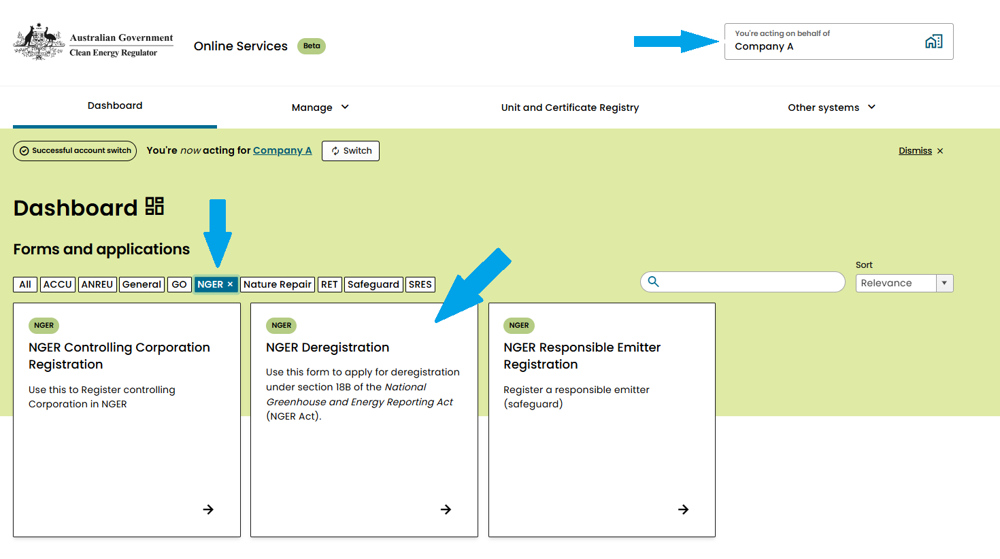 Australian Government
Clean Energy Regulator
Online Services
Beta
You're acting on behalf of
Company A
Dashboard
Manage
Unit and Certificate Registry
Other systems
Successful account switch
You're now acting for Company A
Switch
Dismiss ×
Dashboard
Forms and applications
All
ACCU
ANREU
General
GO
NGER ×
Nature Repair
RET
Safeguard
SRES
Sort
Relevance
NGER
NGER Controlling Corporation
Registration
Use this to Register controlling
Corporation in NGER
NGER
NGER Deregistration
Use this form to apply for deregistration
under section 18B of the National
Greenhouse and Energy Reporting Act
(NGER Act).
NGER
NGER Responsible Emitter
Registration
Register a responsible emitter
(safeguard)